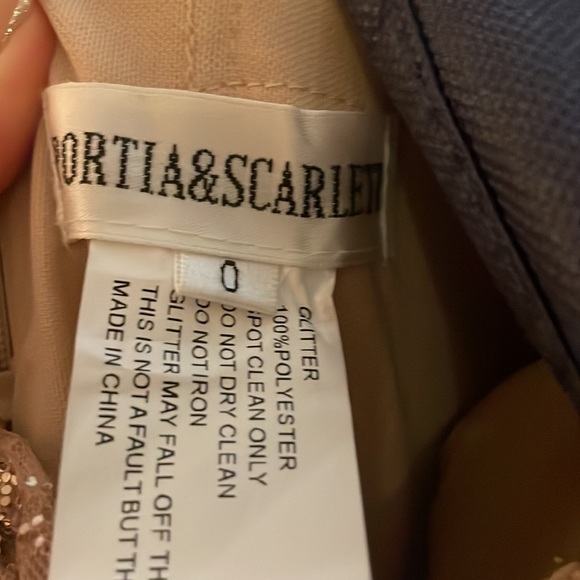 PORTIA&SCARLETT
0
GLITTER
100%POLYESTER
SPOT CLEAN ONLY
DO NOT DRY CLEAN
DO NOT IRON
GLITTER MAY FALL OFF TH
THIS IS NOT A FAULT BUT TH
MADE IN CHINA